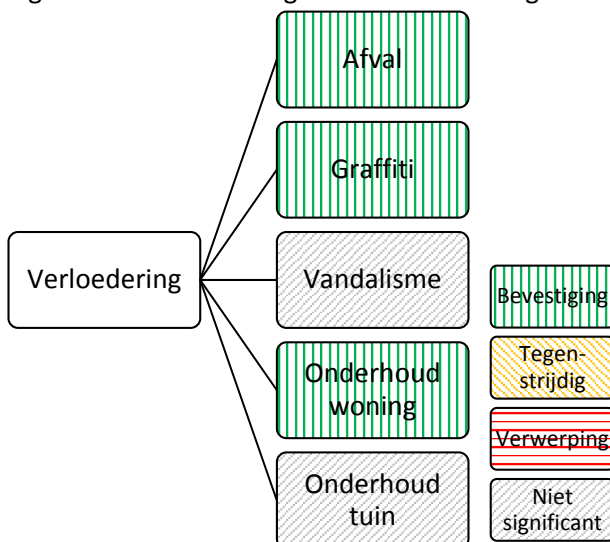 Afval
Graffiti
Verloedering
Vandalisme
Onderhoud
woning
Onderhoud
tuin
Bevestiging
Tegen-
strijdig
Verwerping
Niet
significant